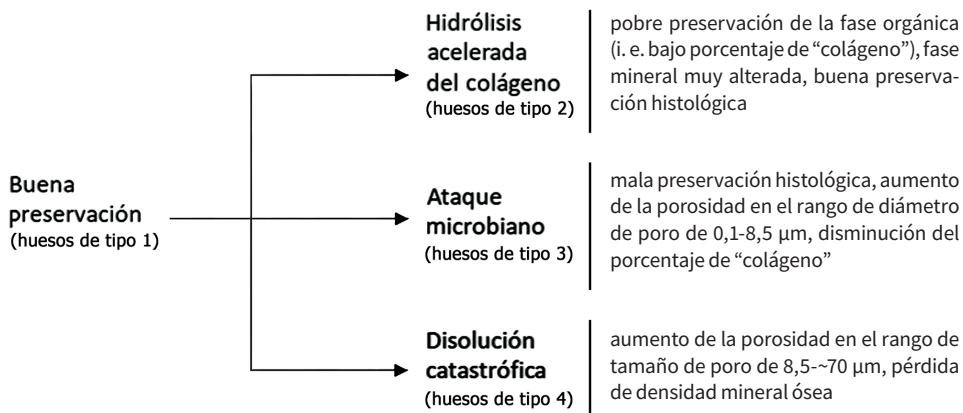 Buena
preservación
(huesos de tipo 1)
Hidrólisis
acelerada
del colágeno
(huesos de tipo 2)
pobre preservación de la fase orgánica
(i. e. bajo porcentaje de “colágeno”), fase
mineral muy alterada, buena preserva-
ción histológica
Ataque
microbiano
(huesos de tipo 3)
mala preservación histológica, aumento
de la porosidad en el rango de diámetro
de poro de 0,1-8,5 µm, disminución del
porcentaje de “colágeno”
Disolución
catastrófica
(huesos de tipo 4)
aumento de la porosidad en el rango de
tamaño de poro de 8,5-~70 µm, pérdida
de densidad mineral ósea